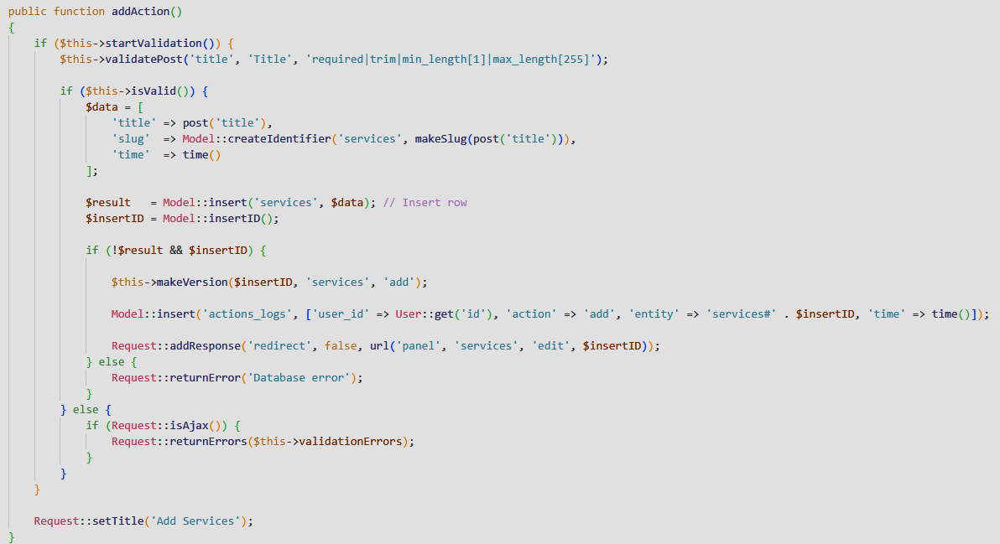 public function addAction()
{
    if ($this->startValidation()) {
        $this->validatePost('title', 'Title', 'required|trim|min_length[1]|max_length[255]');

        if ($this->isValid()) {
            $data = [
                'title' => post('title'),
                'slug'  => Model::createIdentifier('services', makeSlug(post('title'))),
                'time'  => time()
            ];

            $result   = Model::insert('services', $data); // Insert row
            $insertID = Model::insertID();

            if (!$result && $insertID) {

                $this->makeVersion($insertID, 'services', 'add');

                Model::insert('actions_logs', ['user_id' => User::get('id'), 'action' => 'add', 'entity' => 'services#' . $insertID, 'time' => time()]);

                Request::addResponse('redirect', false, url('panel', 'services', 'edit', $insertID));
            } else {
                Request::returnError('Database error');
            }
        } else {
            if (Request::isAjax()) {
                Request::returnErrors($this->validationErrors);
            }
        }
    }

    Request::setTitle('Add Services');
}